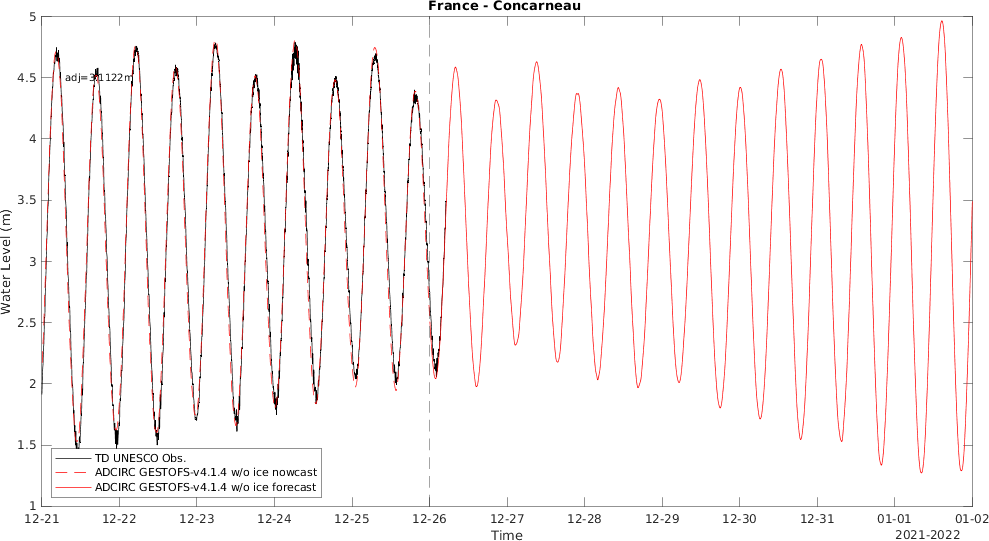 France - Concarneau
5
4.5
4
3.5
3
2.5
2
1.5
1
Water Level (m)
adj=3.1122m
TD UNESCO Obs.
ADCIRC GESTOFS-v4.1.4 w/o ice nowcast
ADCIRC GESTOFS-v4.1.4 w/o ice forecast
12-21 12-22 12-23 12-24 12-25 12-26 12-27 12-28 12-29 12-30 12-31 01-01 01-02
Time
2021-2022